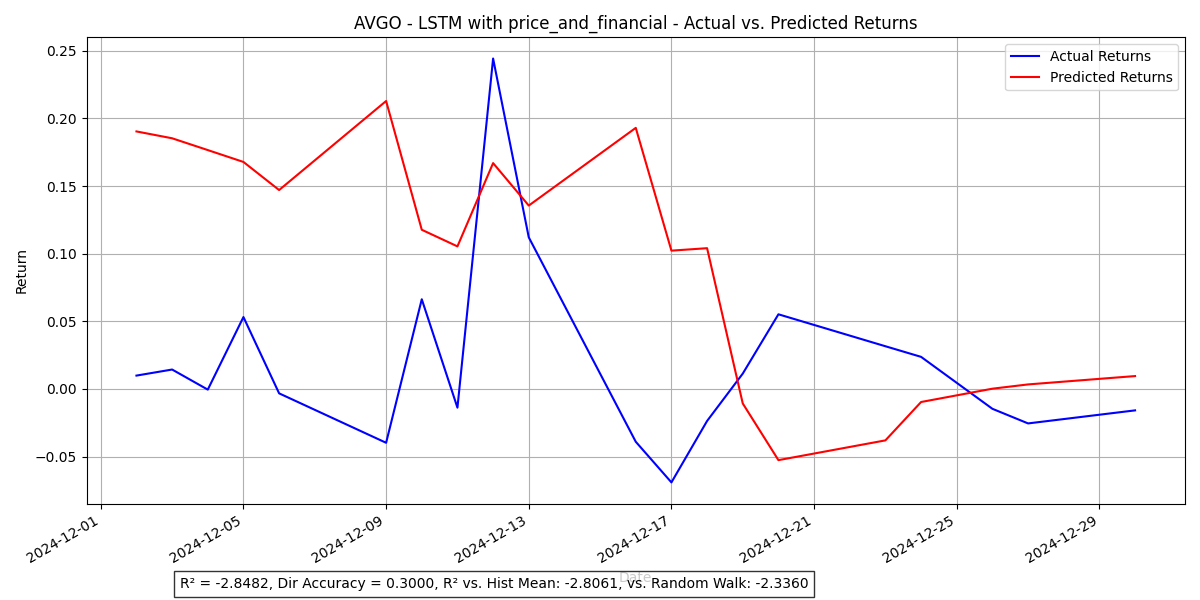 AVGO - LSTM with price_and_financial - Actual vs. Predicted Returns
Actual Returns
Predicted Returns
Return
0.25
0.20
0.15
0.10
0.05
0.00
−0.05
2024-12-01
2024-12-05
2024-12-09
2024-12-13
2024-12-17
2024-12-21
2024-12-25
2024-12-29
Date
R² = -2.8482, Dir Accuracy = 0.3000, R² vs. Hist Mean: -2.8061, vs. Random Walk: -2.3360